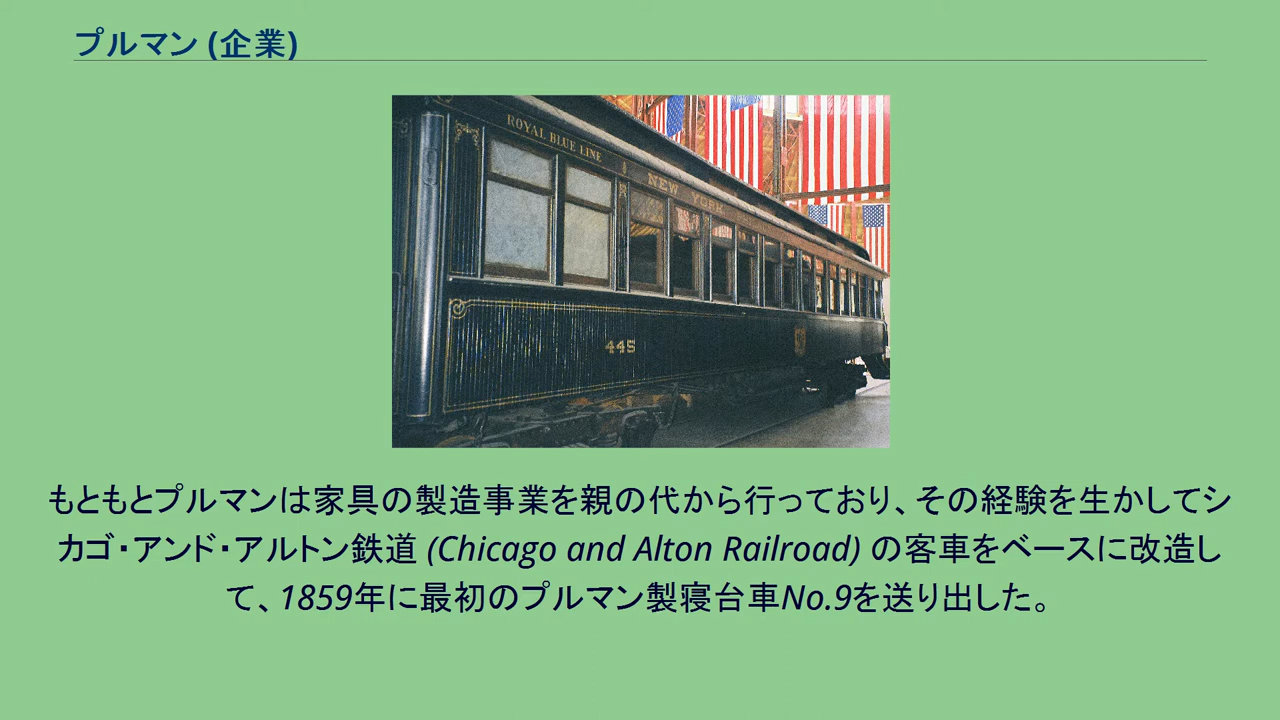 プルマン (企業)
ROYAL BLUE LINE
NEW YORK
445
もともとプルマンは家具の製造事業を親の代から行っており、その経験を生かしてシ
カゴ・アンド・アルトン鉄道 (Chicago and Alton Railroad) の客車をベースに改造し
て、1859年に最初のプルマン製寝台車No.9を送り出した。